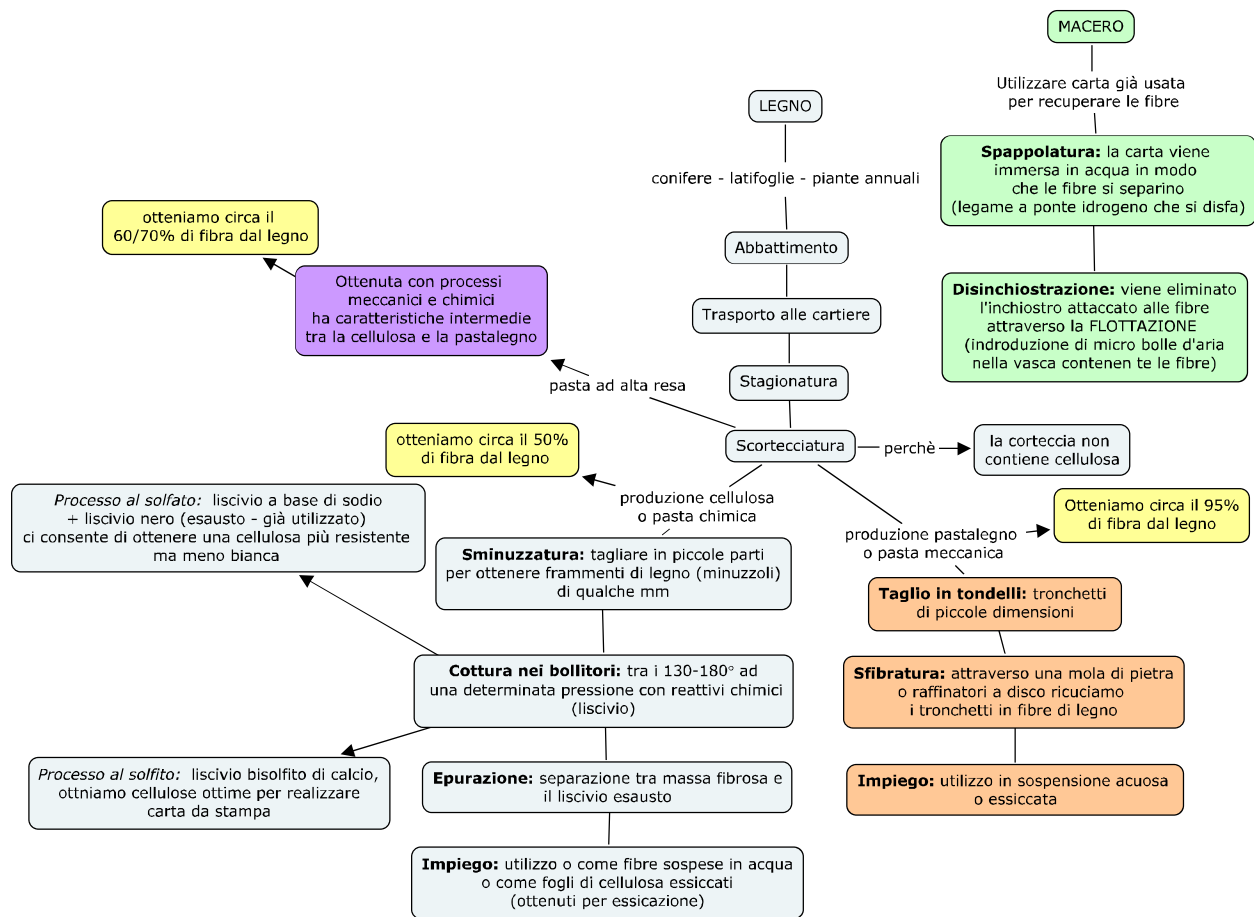 MACERO
Utilizzare carta già usata
per recuperare le fibre
Spappolatura: la carta viene
immersa in acqua in modo
che le fibre si separino
(legame a ponte idrogeno che si disfa)
Disinchiostrazione: viene eliminato
l'inchiostro attaccato alle fibre
attraverso la FLOTTAZIONE
(indroduzione di micro bolle d'aria
nella vasca contenen te le fibre)
LEGNO
conifere - latifoglie - piante annuali
Abbattimento
Trasporto alle cartiere
Stagionatura
Scortecciatura
perchè
la corteccia non
contiene cellulosa
pasta ad alta resa
Ottenuta con processi
meccanici e chimici
ha caratteristiche intermedie
tra la cellulosa e la pastalegno
otteniamo circa il
60/70% di fibra dal legno
produzione cellulosa
o pasta chimica
otteniamo circa il 50%
di fibra dal legno
Sminuzzatura: tagliare in piccole parti
per ottenere frammenti di legno (minuzzoli)
di qualche mm
Cottura nei bollitori: tra i 130-180° ad
una determinata pressione con reattivi chimici
(liscivio)
Processo al solfato: liscivio a base di sodio
+ liscivio nero (esausto - già utilizzato)
ci consente di ottenere una cellulosa più resistente
ma meno bianca
Processo al solfito: liscivio bisolfito di calcio,
ottniamo cellulose ottime per realizzare
carta da stampa
Epurazione: separazione tra massa fibrosa e
il liscivio esausto
Impiego: utilizzo o come fibre sospese in acqua
o come fogli di cellulosa essiccati
(ottenuti per essicazione)
produzione pastalegno
o pasta meccanica
Otteniamo circa il 95%
di fibra dal legno
Taglio in tondelli: tronchetti
di piccole dimensioni
Sfibratura: attraverso una mola di pietra
o raffinatori a disco ricuciamo
i tronchetti in fibre di legno
Impiego: utilizzo in sospensione acuosa
o essiccata